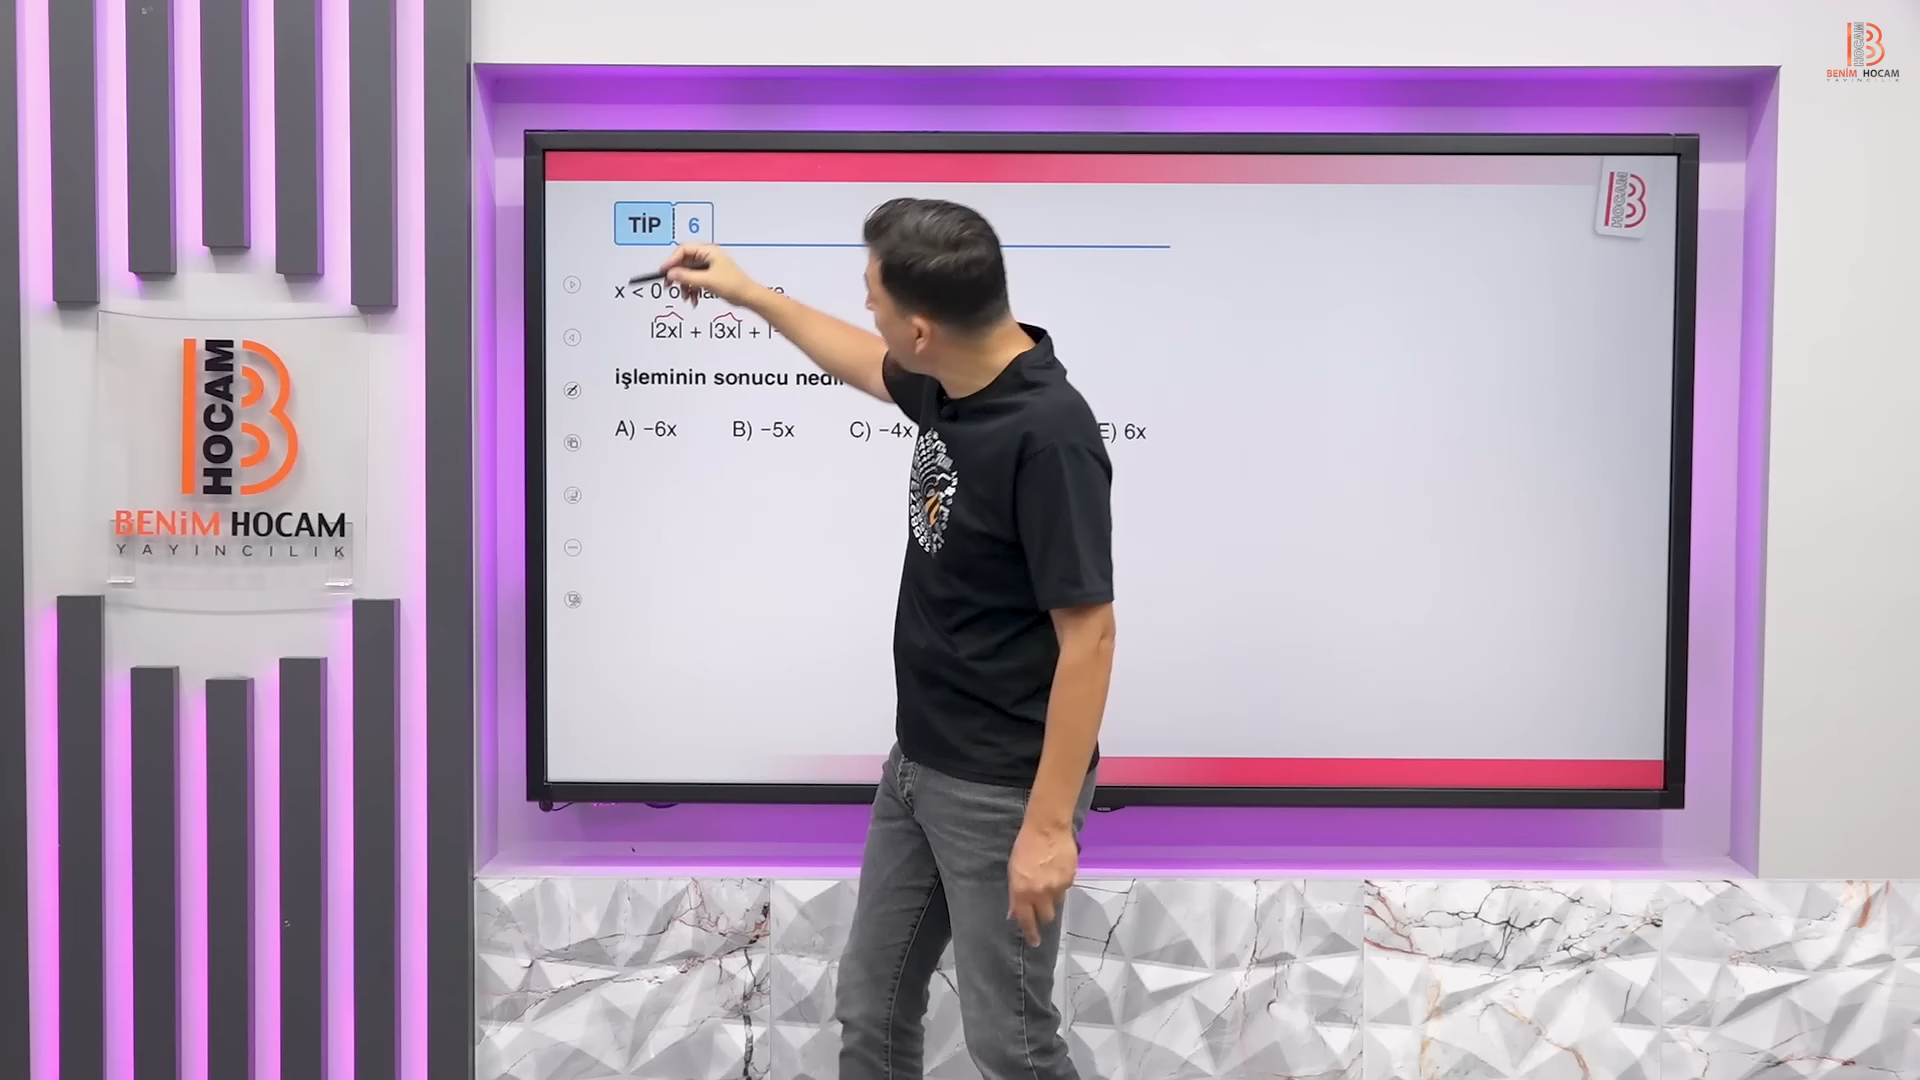 BENİM HOCAM
YAYINCILIK
HOCAM
TİP 6
x < 0
|2x| + |3x| + |-
işleminin sonucu
A) −6x B) −5x C) −4x E) 6x
HOCAM
BENİM HOCAM
YAYINCILIK
HOCAM